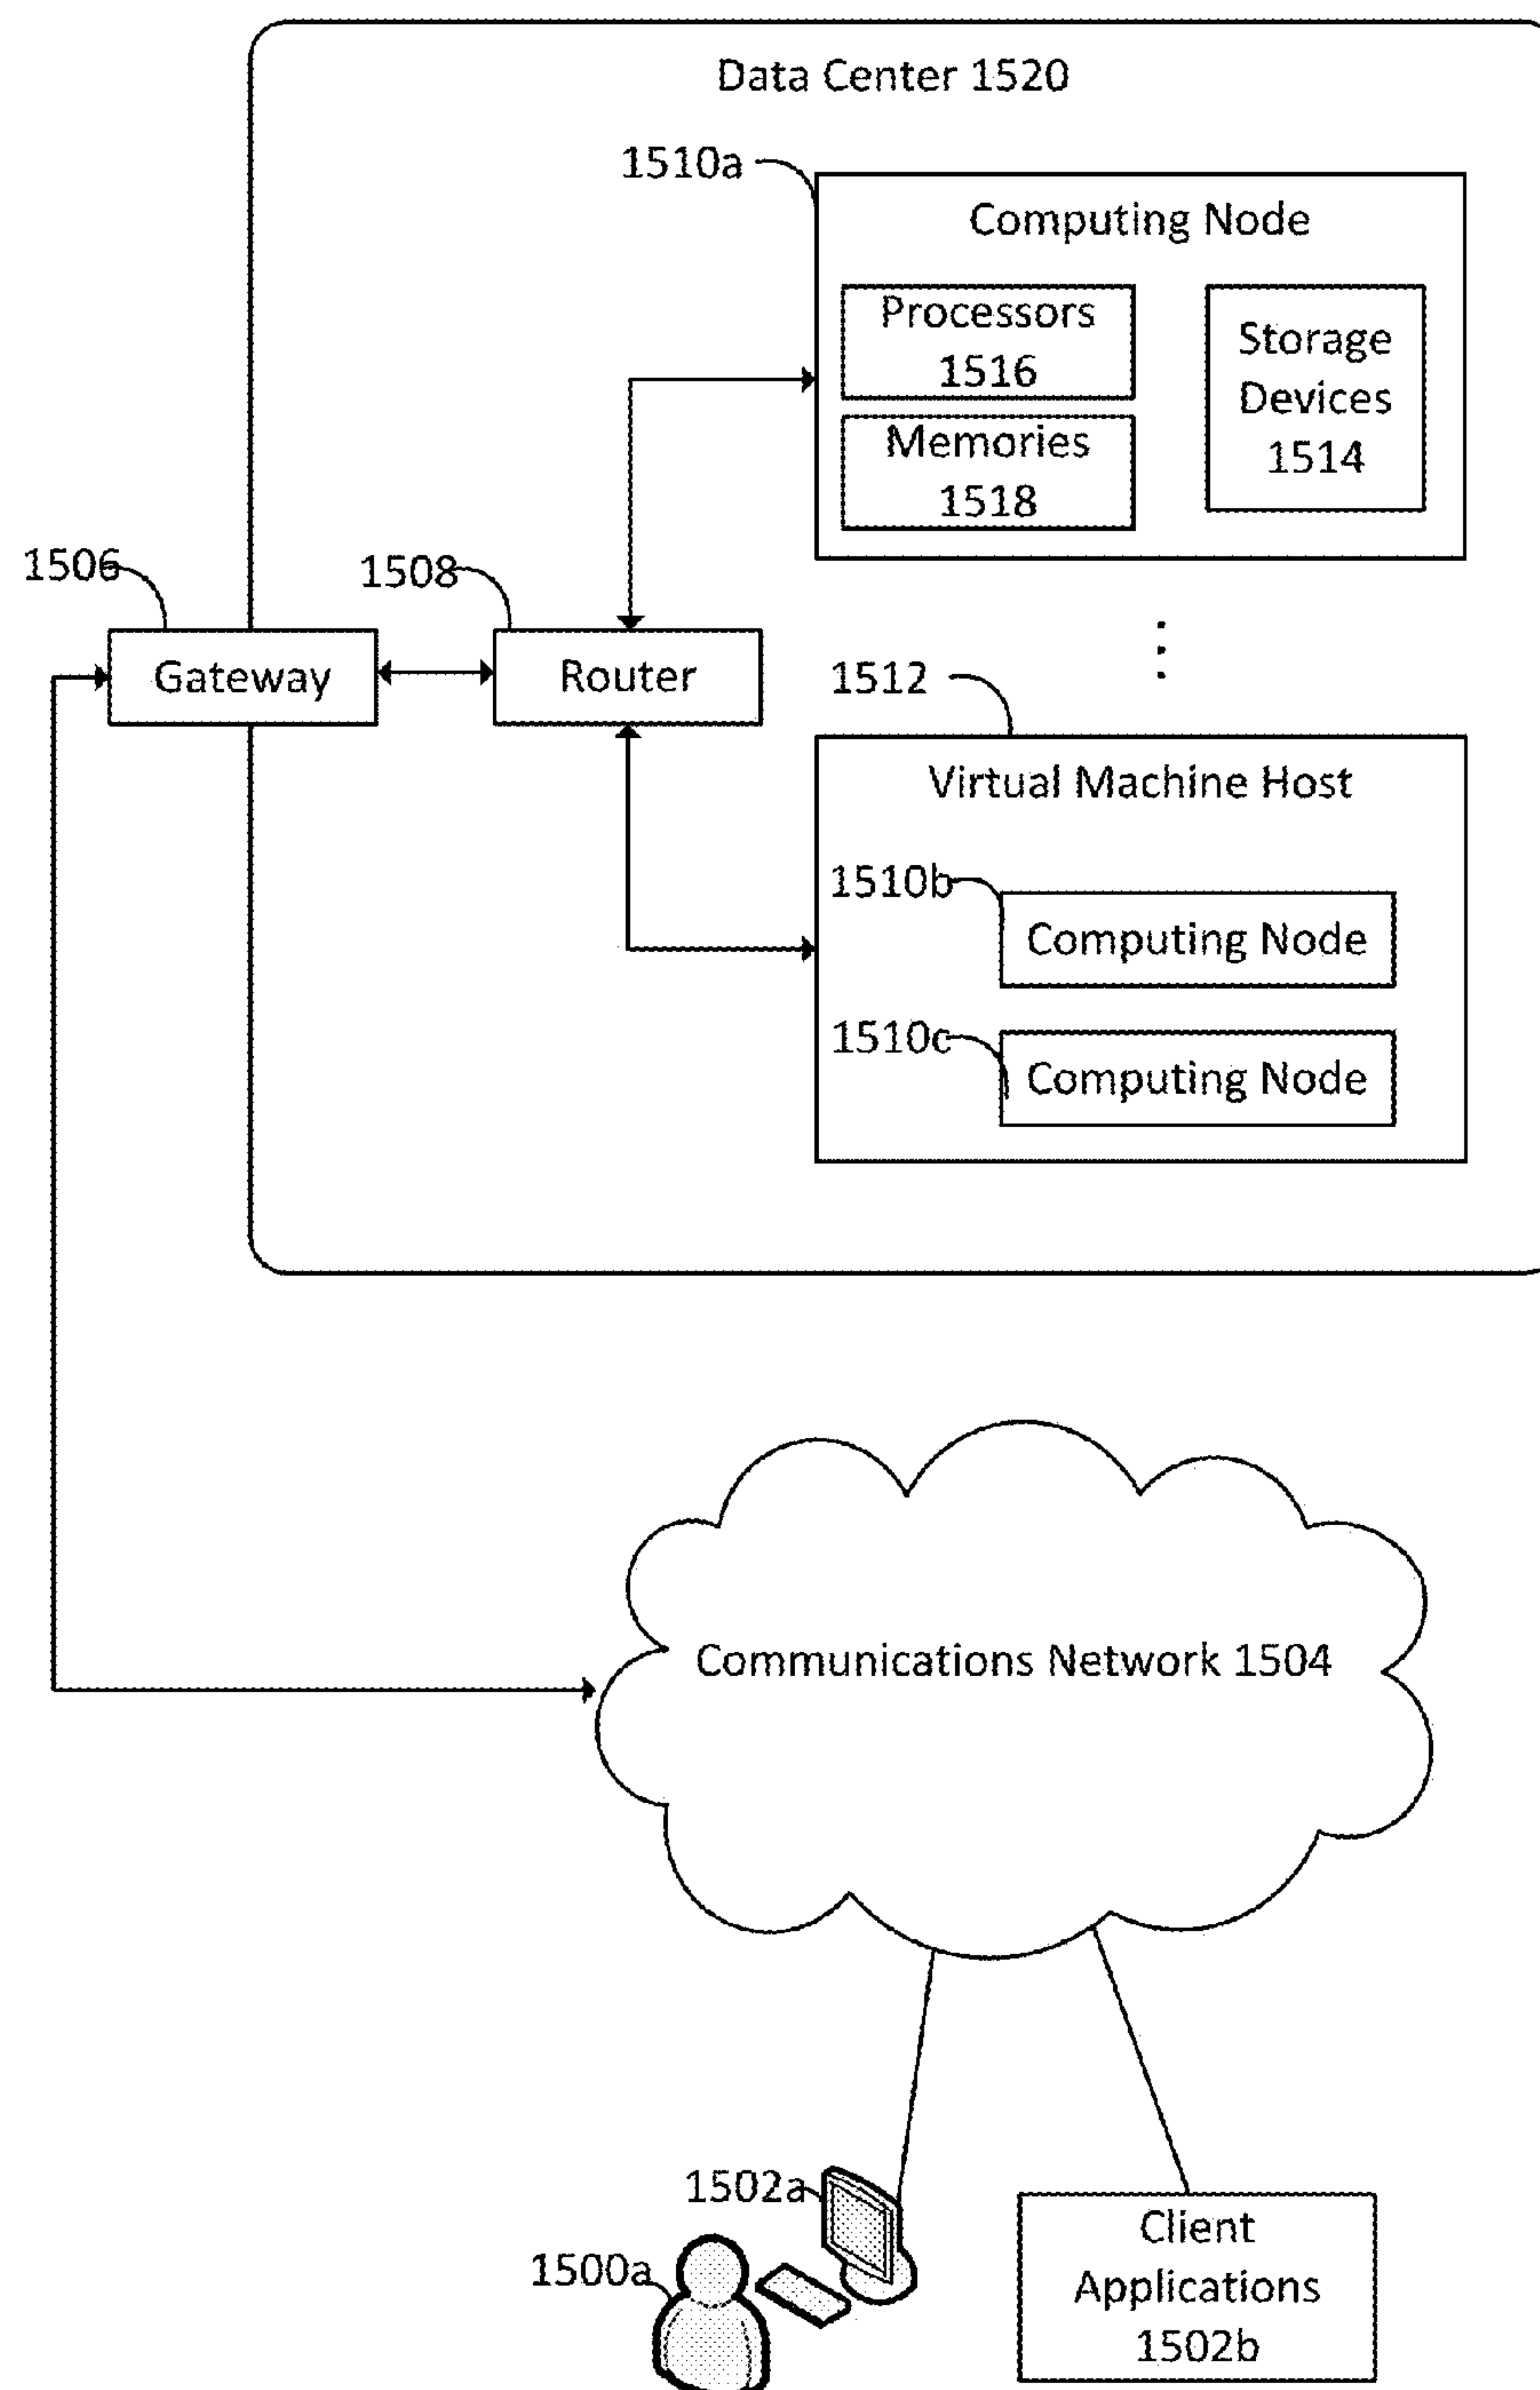 Data Center 1520
1510a
Computing Node
Processors
1516
Storage
Devices
1514
Memories
1518
1506
1508
Gateway
Router
1512
Virtual Machine Host
1510b
Computing Node
1510c
Computing Node
Communications Network 1504
1502a
1500a
Client
Applications
1502b